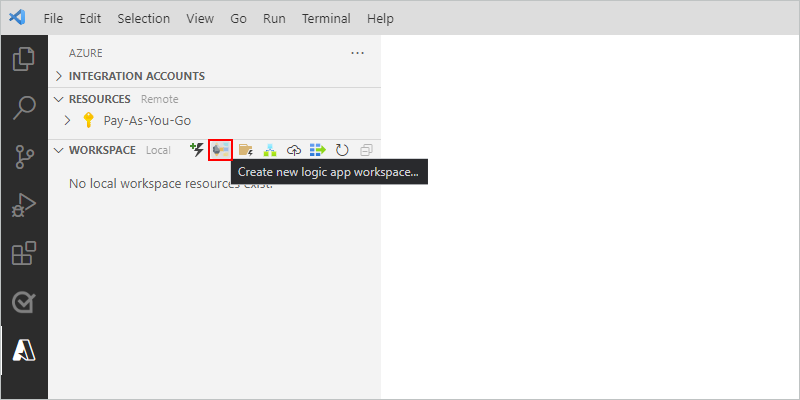 File Edit Selection View Go Run Terminal Help
AZURE
INTEGRATION ACCOUNTS
RESOURCES Remote
Pay-As-You-Go
WORKSPACE Local
Create new logic app workspace...
No local workspace resources exist.